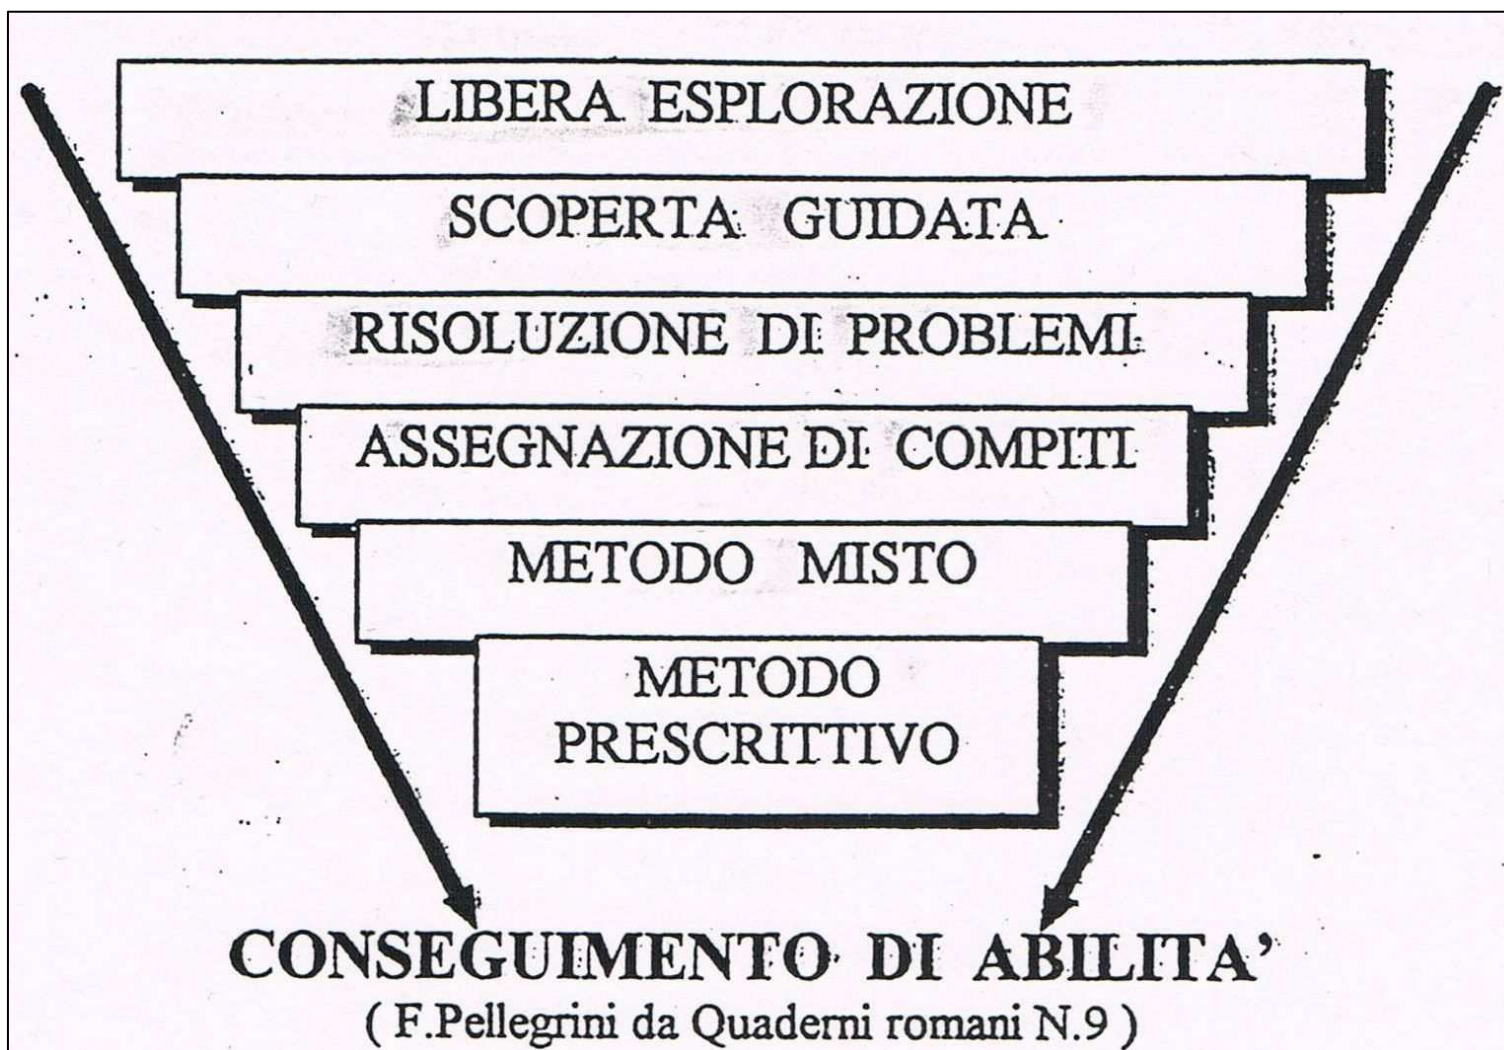 LIBERA ESPLORAZIONE
SCOPERTA GUIDATA
RISOLUZIONE DI PROBLEMI
ASSEGNAZIONE DI COMPITI
METODO MISTO
METODO
PRESCRITTIVO
CONSEGUIMENTO DI ABILITA'
( F.Pellegrini da Quaderni romani N.9 )